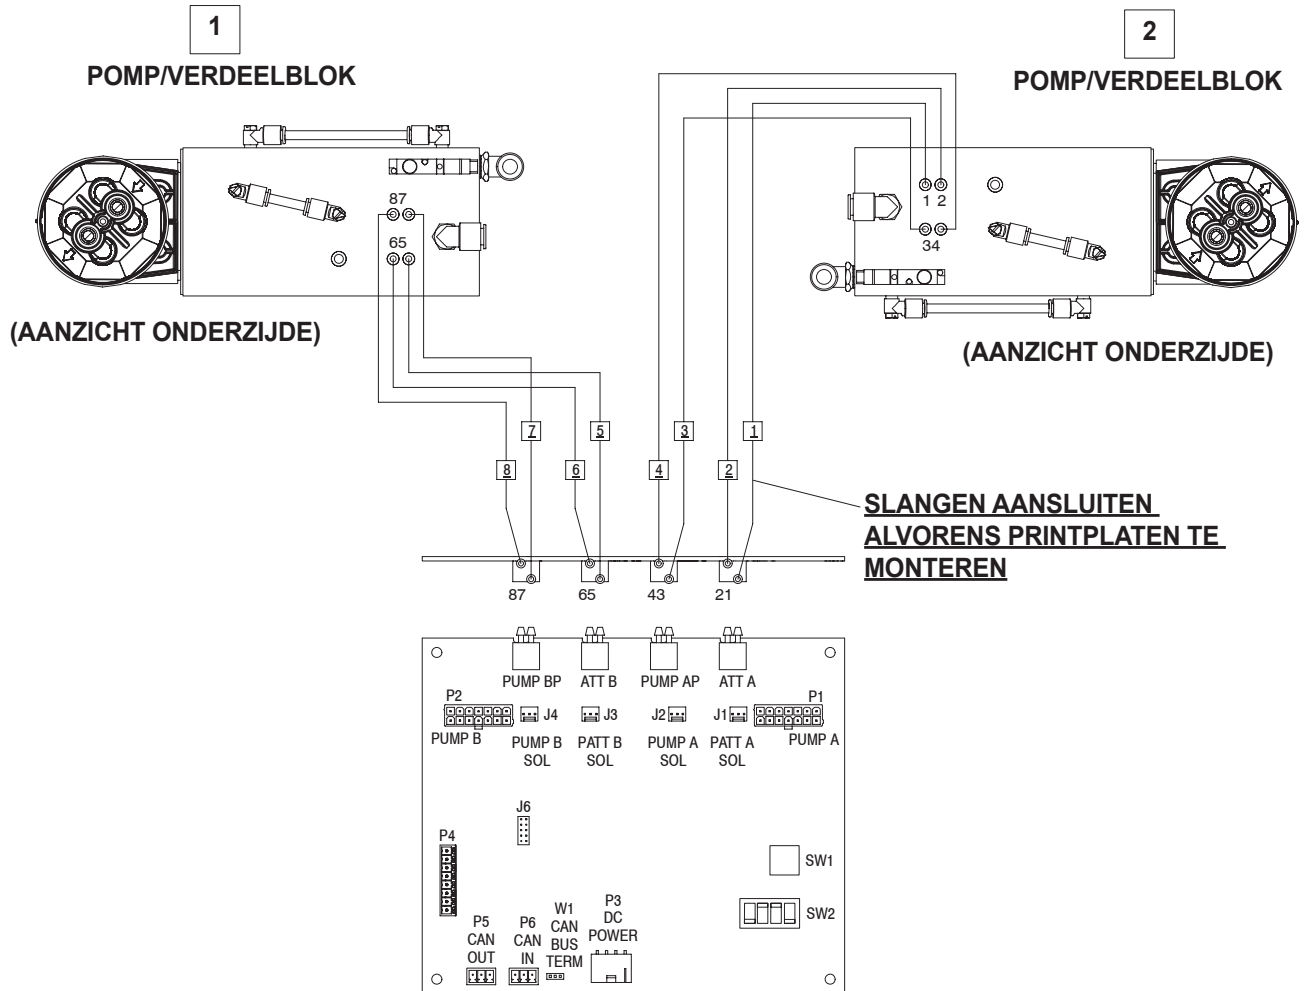 1
POMP/VERDEELBLOK
2
POMP/VERDEELBLOK
87
65
1 2
34
(AANZICHT ONDERZIJDE)
(AANZICHT ONDERZIJDE)
7
5
3
1
8
6
4
2
SLANGEN AANSLUITEN
ALVORENS PRINTPLATEN TE
MONTEREN
87
65
43
21
PUMP BP
ATT B
PUMP AP
ATT A
P2
J4
J3
J2
J1
P1
PUMP B
PUMP B
SOL
PATT B
SOL
PUMP A
SOL
PATT A
SOL
PUMP A
J6
P4
SW1
SW2
P5
CAN
OUT
P6
CAN
IN
W1
CAN
BUS
TERM
P3
DC
POWER